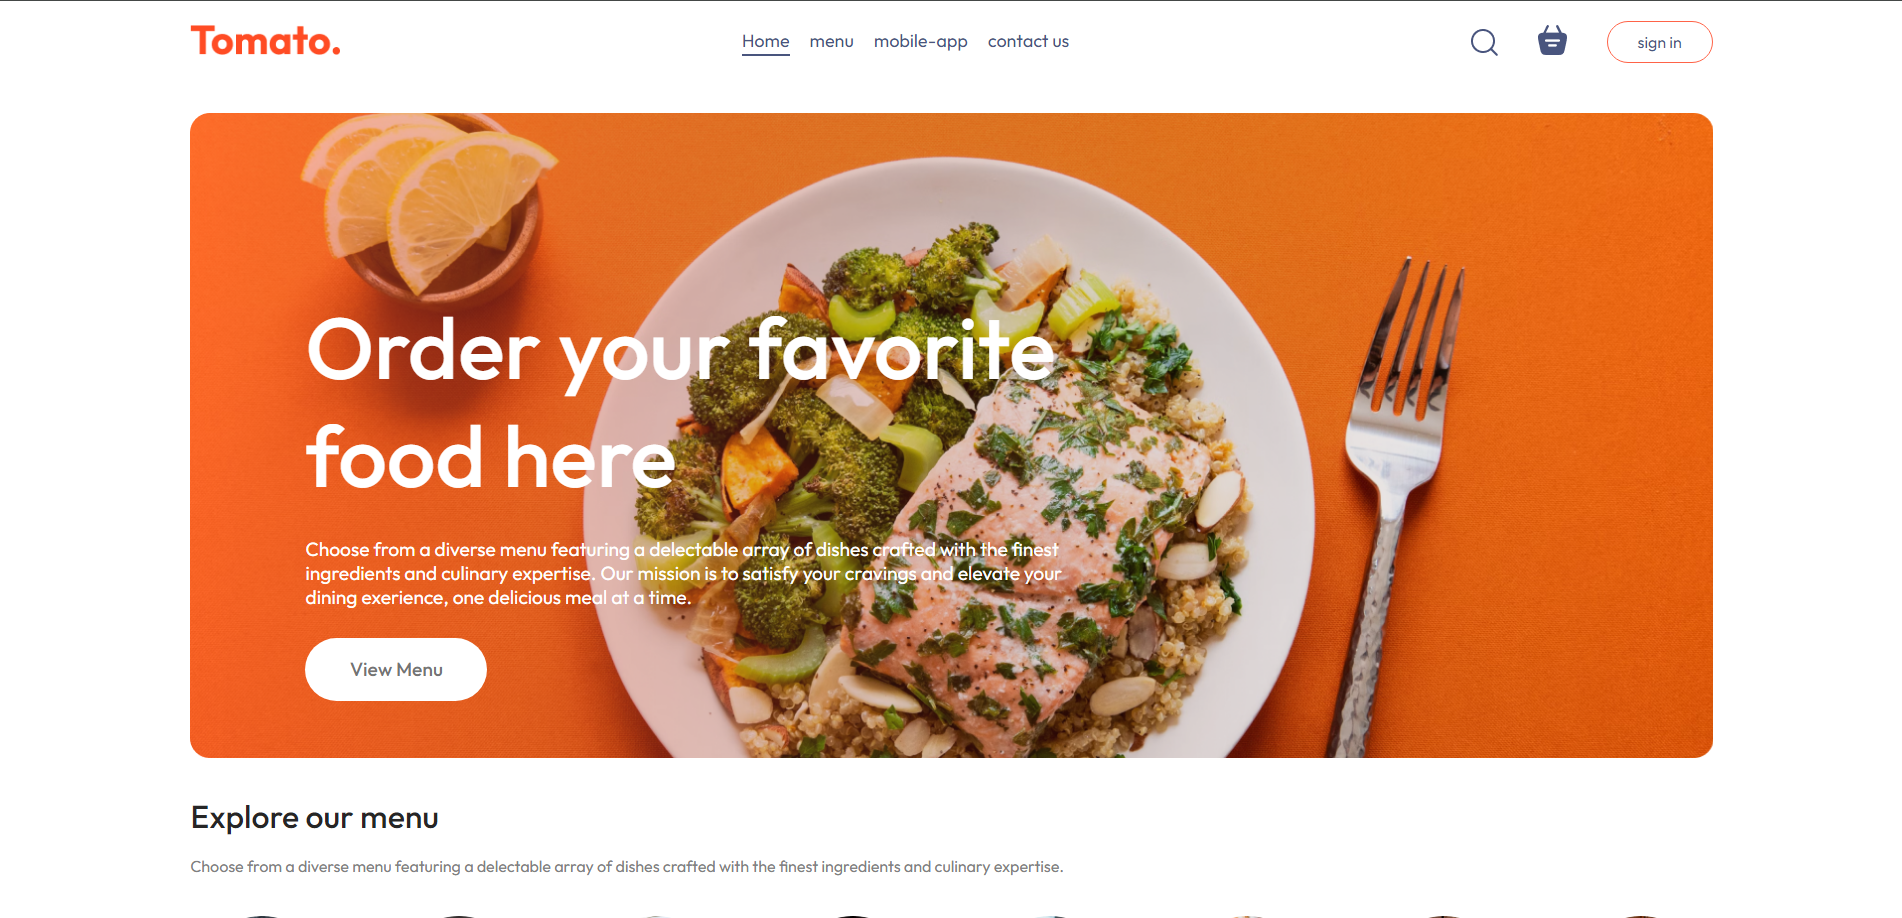 Tomato.
Home menu mobile-app contact us
sign in
Order your favorite
food here
Choose from a diverse menu featuring a delectable array of dishes crafted with the finest
ingredients and culinary expertise. Our mission is to satisfy your cravings and elevate your
dining exerience, one delicious meal at a time.
View Menu
Explore our menu
Choose from a diverse menu featuring a delectable array of dishes crafted with the finest ingredients and culinary expertise.